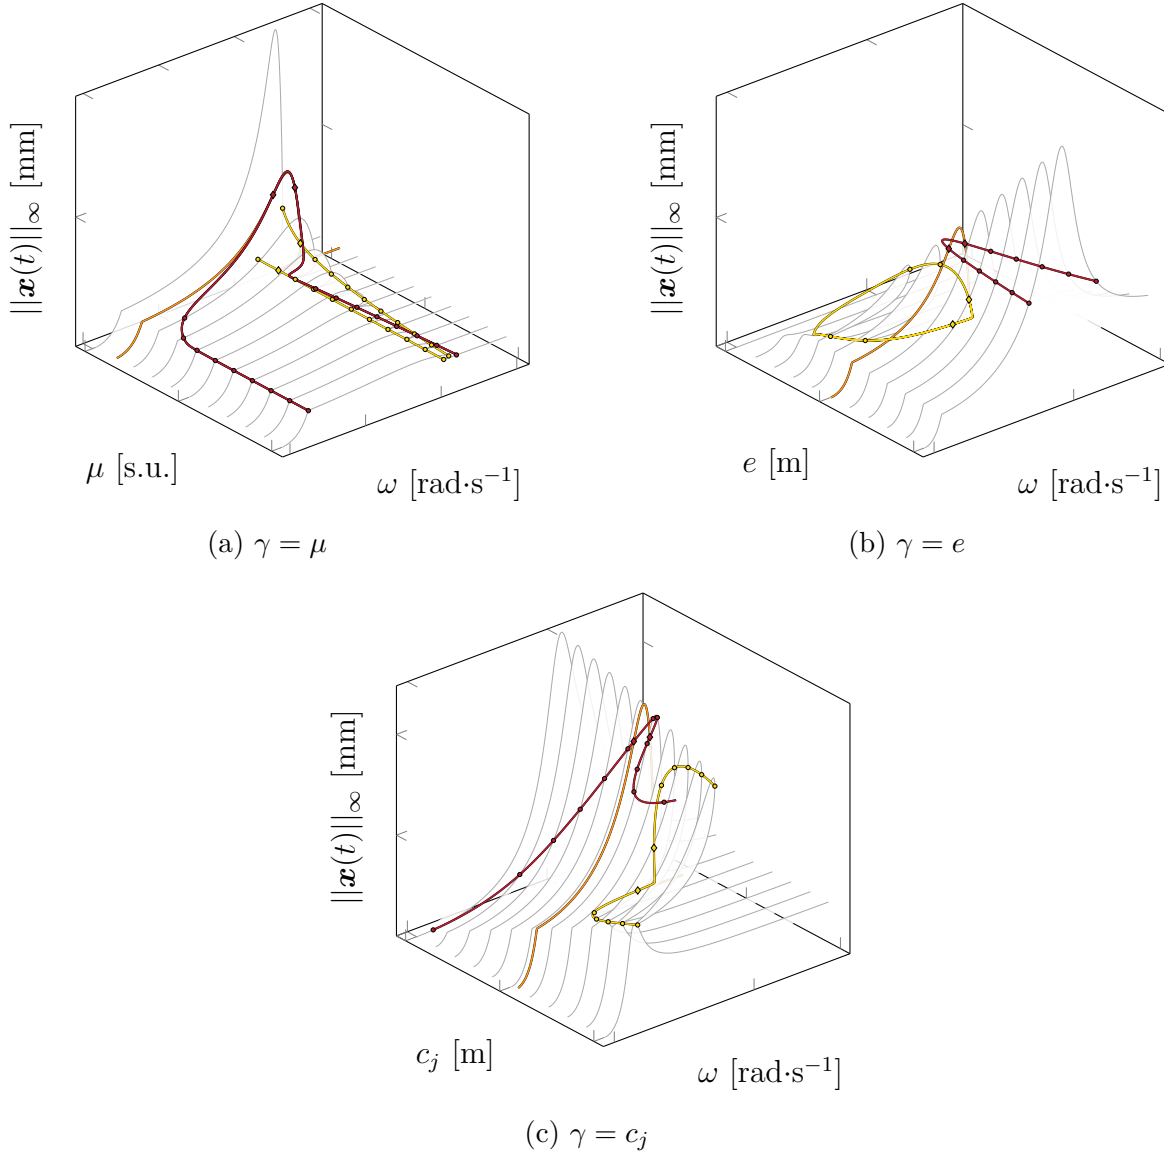 ||𝒙(t)||∞ [mm]
μ [s.u.]
ω [rad·s⁻¹]
(a) γ = μ
||𝒙(t)||∞ [mm]
e [m]
ω [rad·s⁻¹]
(b) γ = e
||𝒙(t)||∞ [mm]
c_j [m]
ω [rad·s⁻¹]
(c) γ = c_j